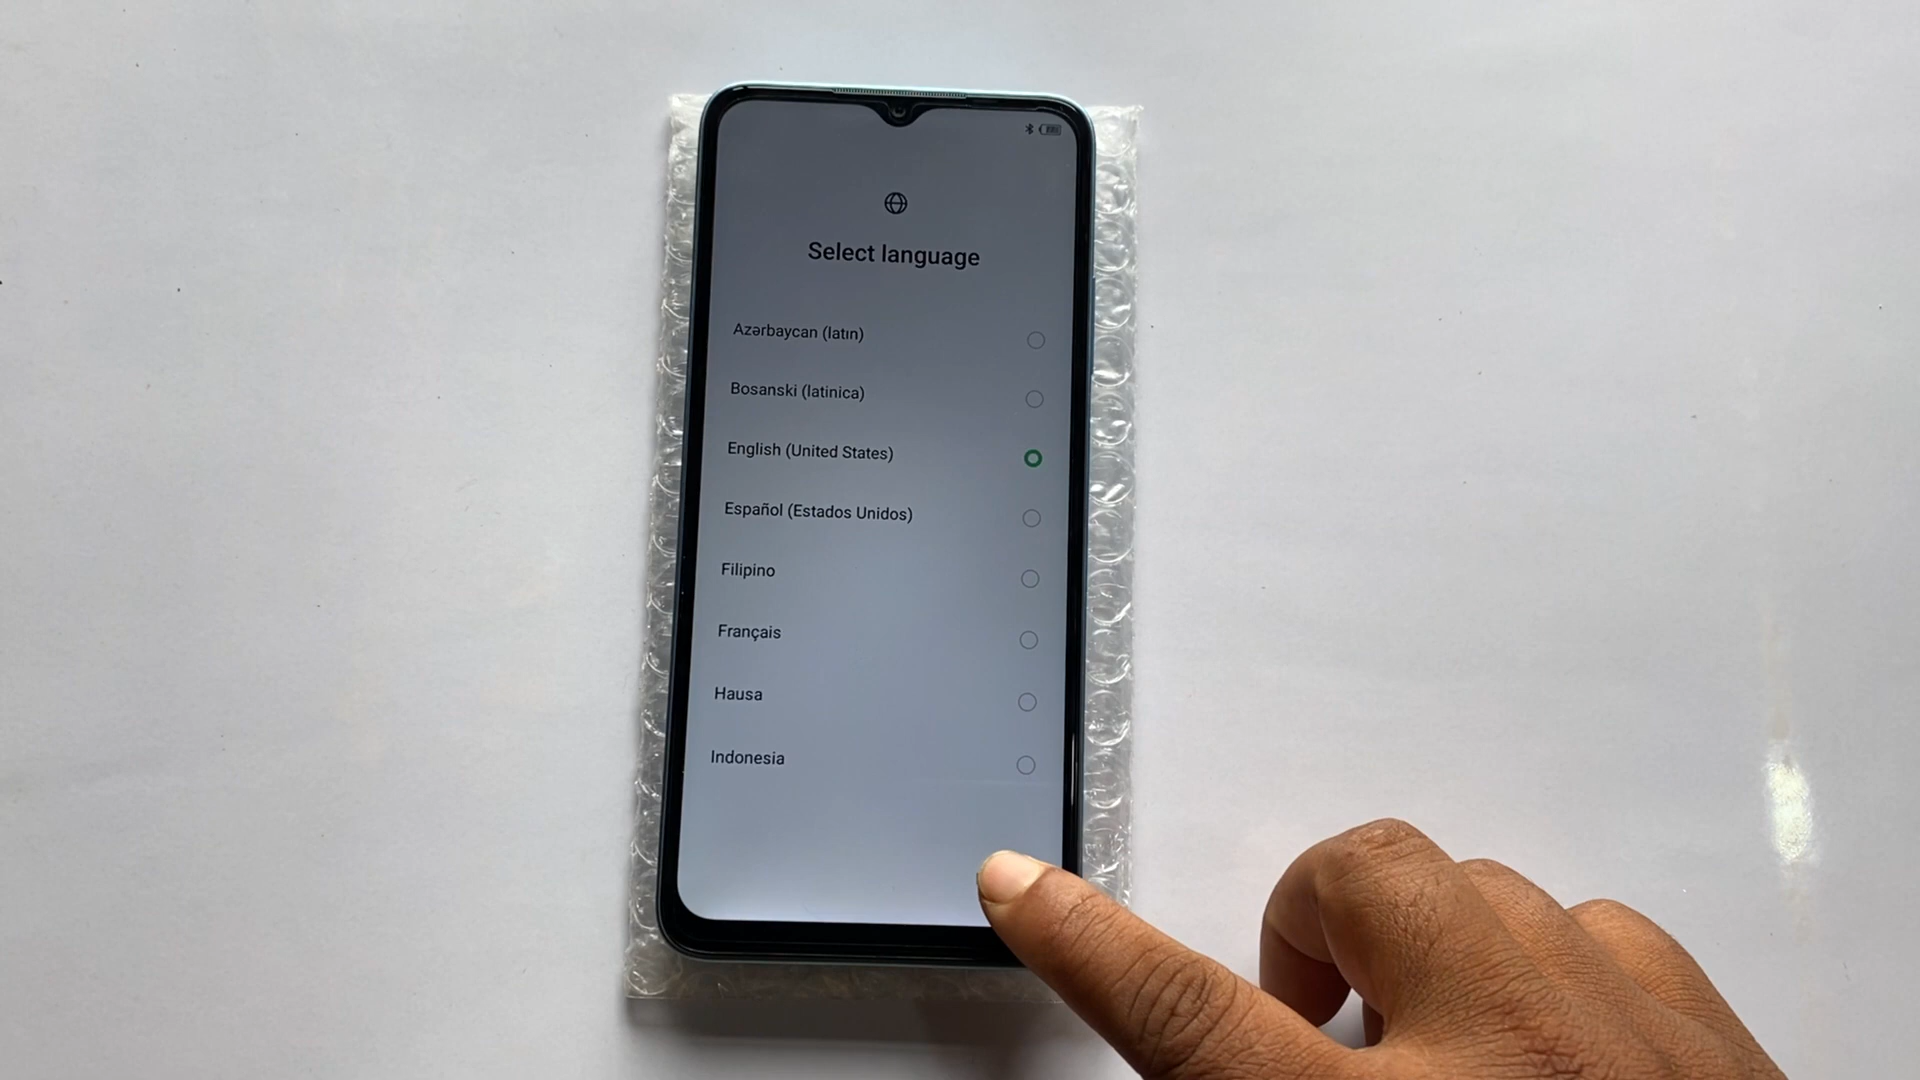 Select language
Azərbaycan (latın)
Bosanski (latinica)
English (United States)
Español (Estados Unidos)
Filipino
Français
Hausa
Indonesia